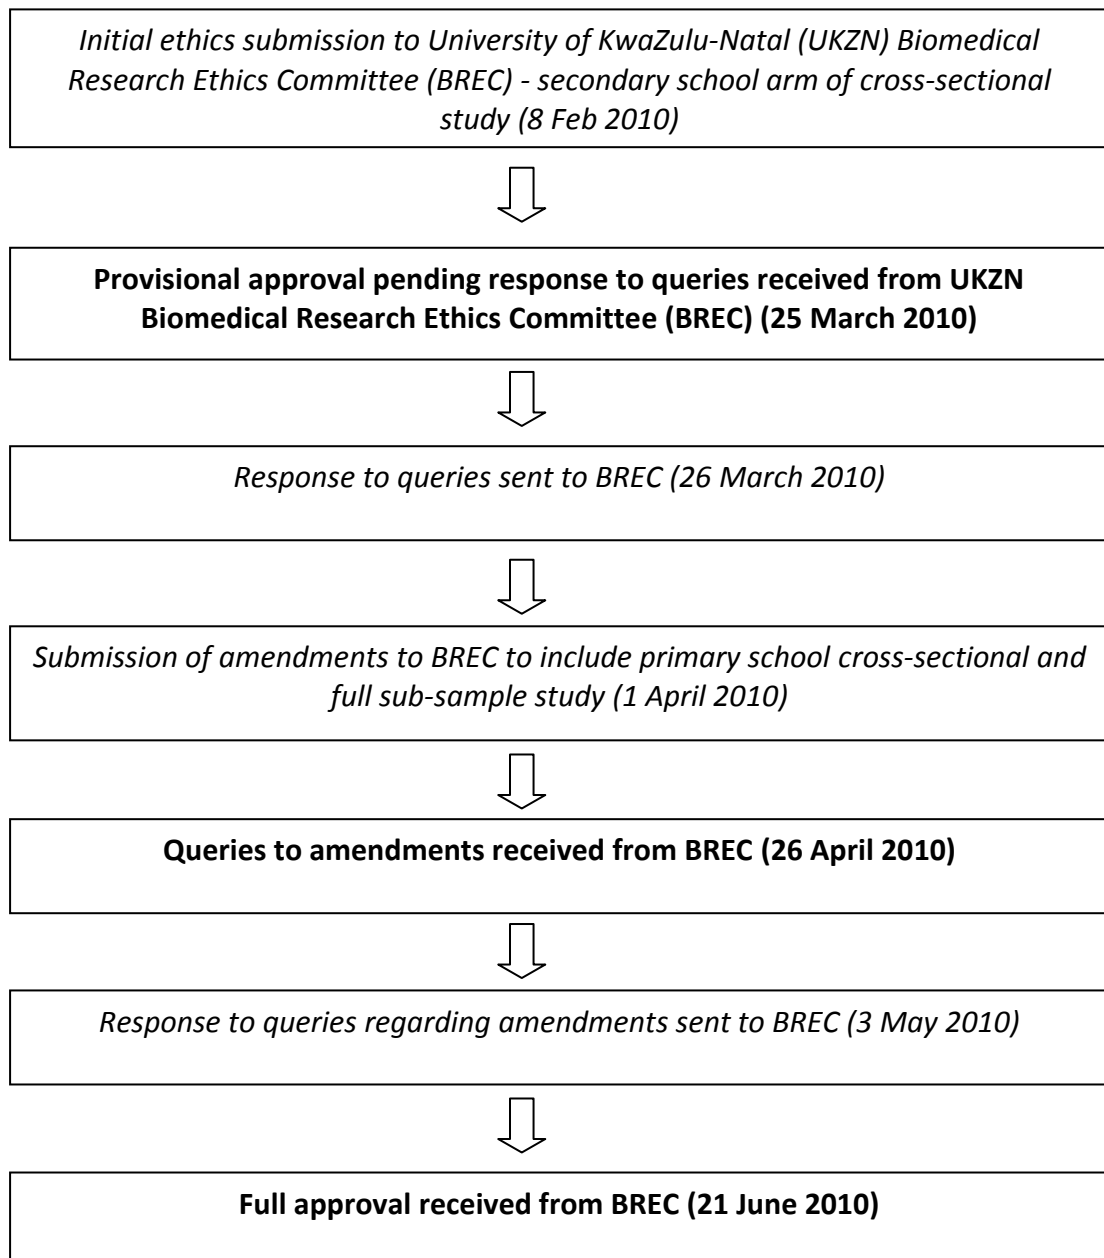 Initial ethics submission to University of KwaZulu-Natal (UKZN) Biomedical
Research Ethics Committee (BREC) - secondary school arm of cross-sectional
study (8 Feb 2010)
Provisional approval pending response to queries received from UKZN
Biomedical Research Ethics Committee (BREC) (25 March 2010)
Response to queries sent to BREC (26 March 2010)
Submission of amendments to BREC to include primary school cross-sectional and
full sub-sample study (1 April 2010)
Queries to amendments received from BREC (26 April 2010)
Response to queries regarding amendments sent to BREC (3 May 2010)
Full approval received from BREC (21 June 2010)